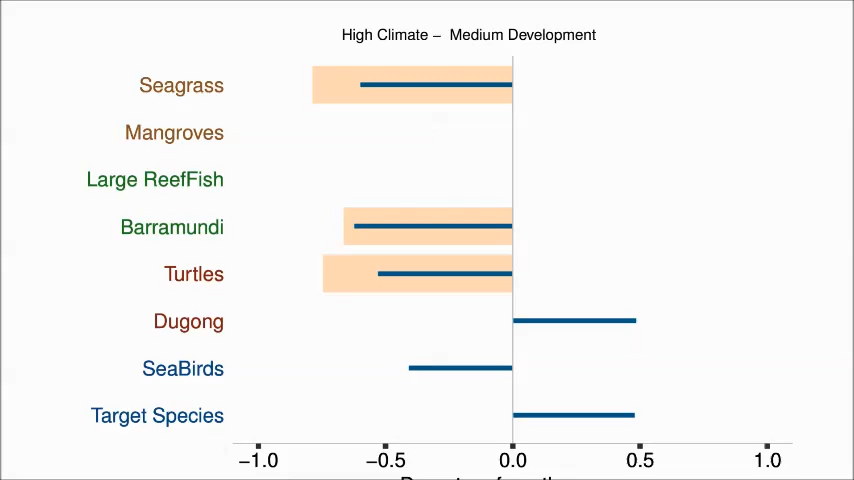 High Climate – Medium Development
Seagrass
Mangroves
Large ReefFish
Barramundi
Turtles
Dugong
SeaBirds
Target Species
−1.0 −0.5 0.0 0.5 1.0